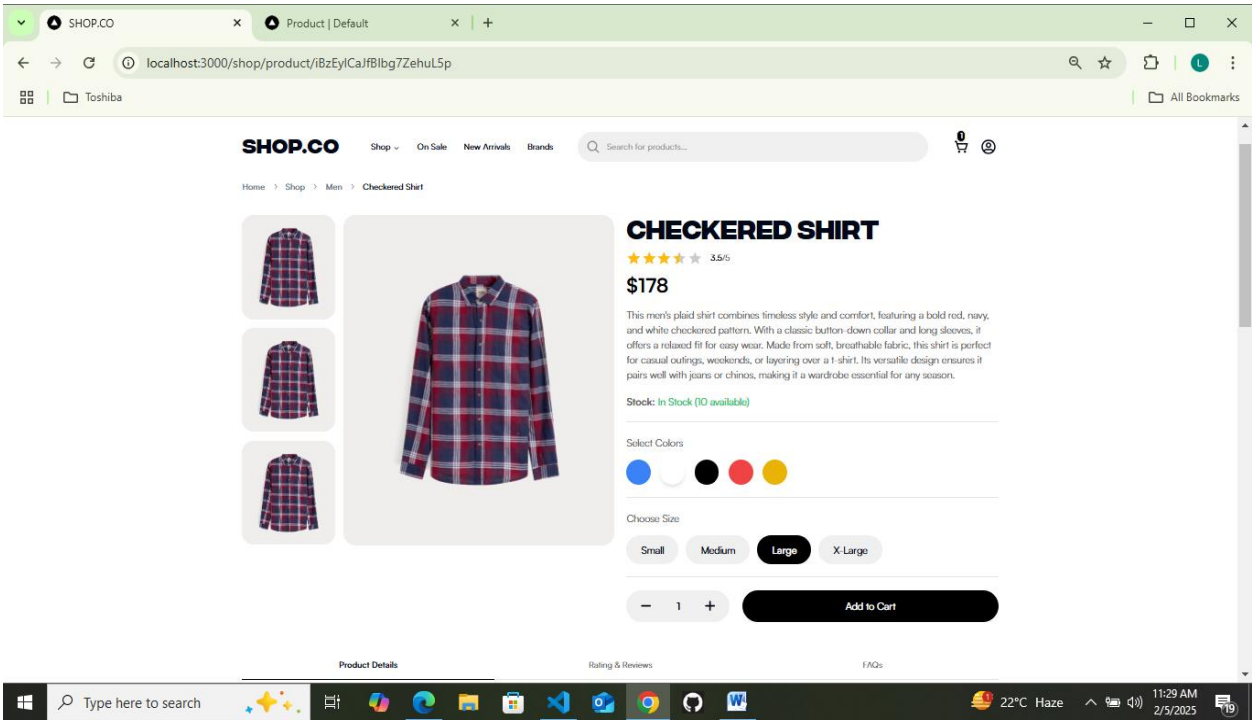 SHOP.CO
Product | Default
localhost:3000/shop/product/iBzEylCaJfBlbg7ZehuL5p
L
Toshiba
All Bookmarks
SHOP.CO
Shop
On Sale
New Arrivals
Brands
Search for products...
1
Home > Shop > Men > Checkered Shirt
CHECKERED SHIRT
3.5/5
$178
This men's plaid shirt combines timeless style and comfort, featuring a bold red, navy,
and white checkered pattern. With a classic button-down collar and long sleeves, it
offers a relaxed fit for easy wear. Made from soft, breathable fabric, this shirt is perfect
for casual outings, weekends, or layering over a t-shirt. Its versatile design ensures it
pairs well with jeans or chinos, making it a wardrobe essential for any season.
Stock: In Stock (10 available)
Select Colors
Choose Size
Small
Medium
Large
X-Large
− 1 +
Add to Cart
Product Details
Rating & Reviews
FAQs
Type here to search
22°C Haze
11:29 AM
2/5/2025
19